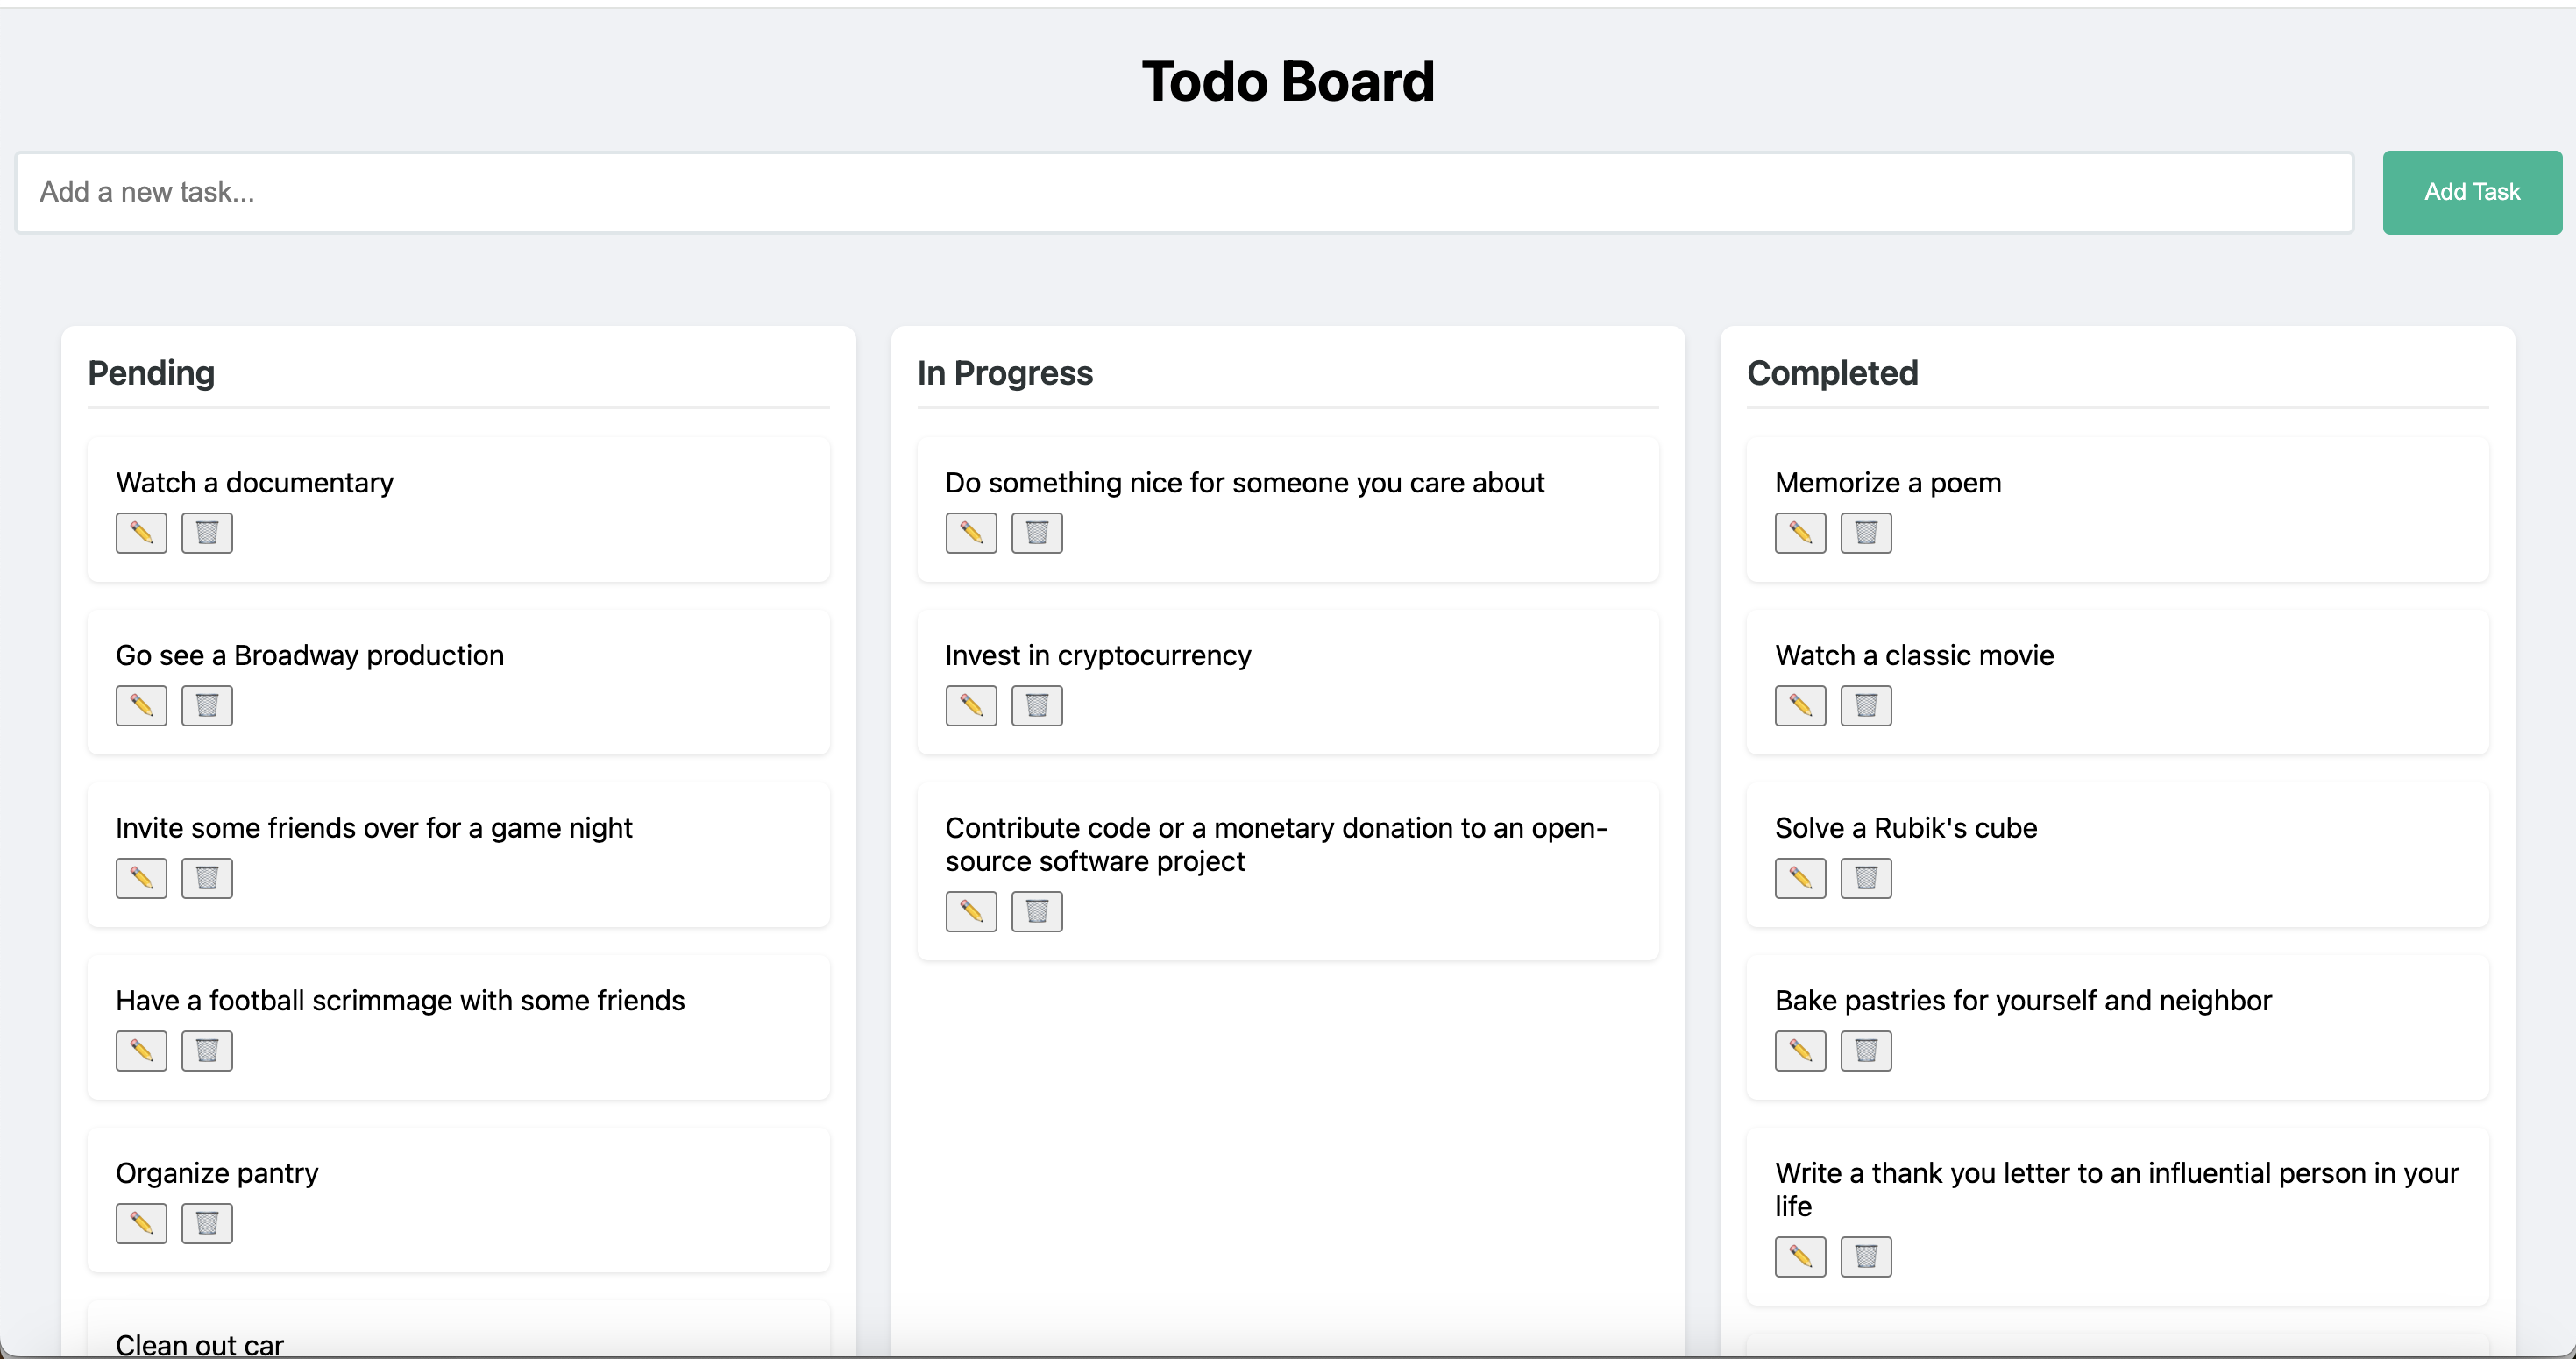 Todo Board
Add a new task...
Add Task
Pending
Watch a documentary
Go see a Broadway production
Invite some friends over for a game night
Have a football scrimmage with some friends
Organize pantry
Clean out car
In Progress
Do something nice for someone you care about
Invest in cryptocurrency
Contribute code or a monetary donation to an open-
source software project
Completed
Memorize a poem
Watch a classic movie
Solve a Rubik's cube
Bake pastries for yourself and neighbor
Write a thank you letter to an influential person in your
life